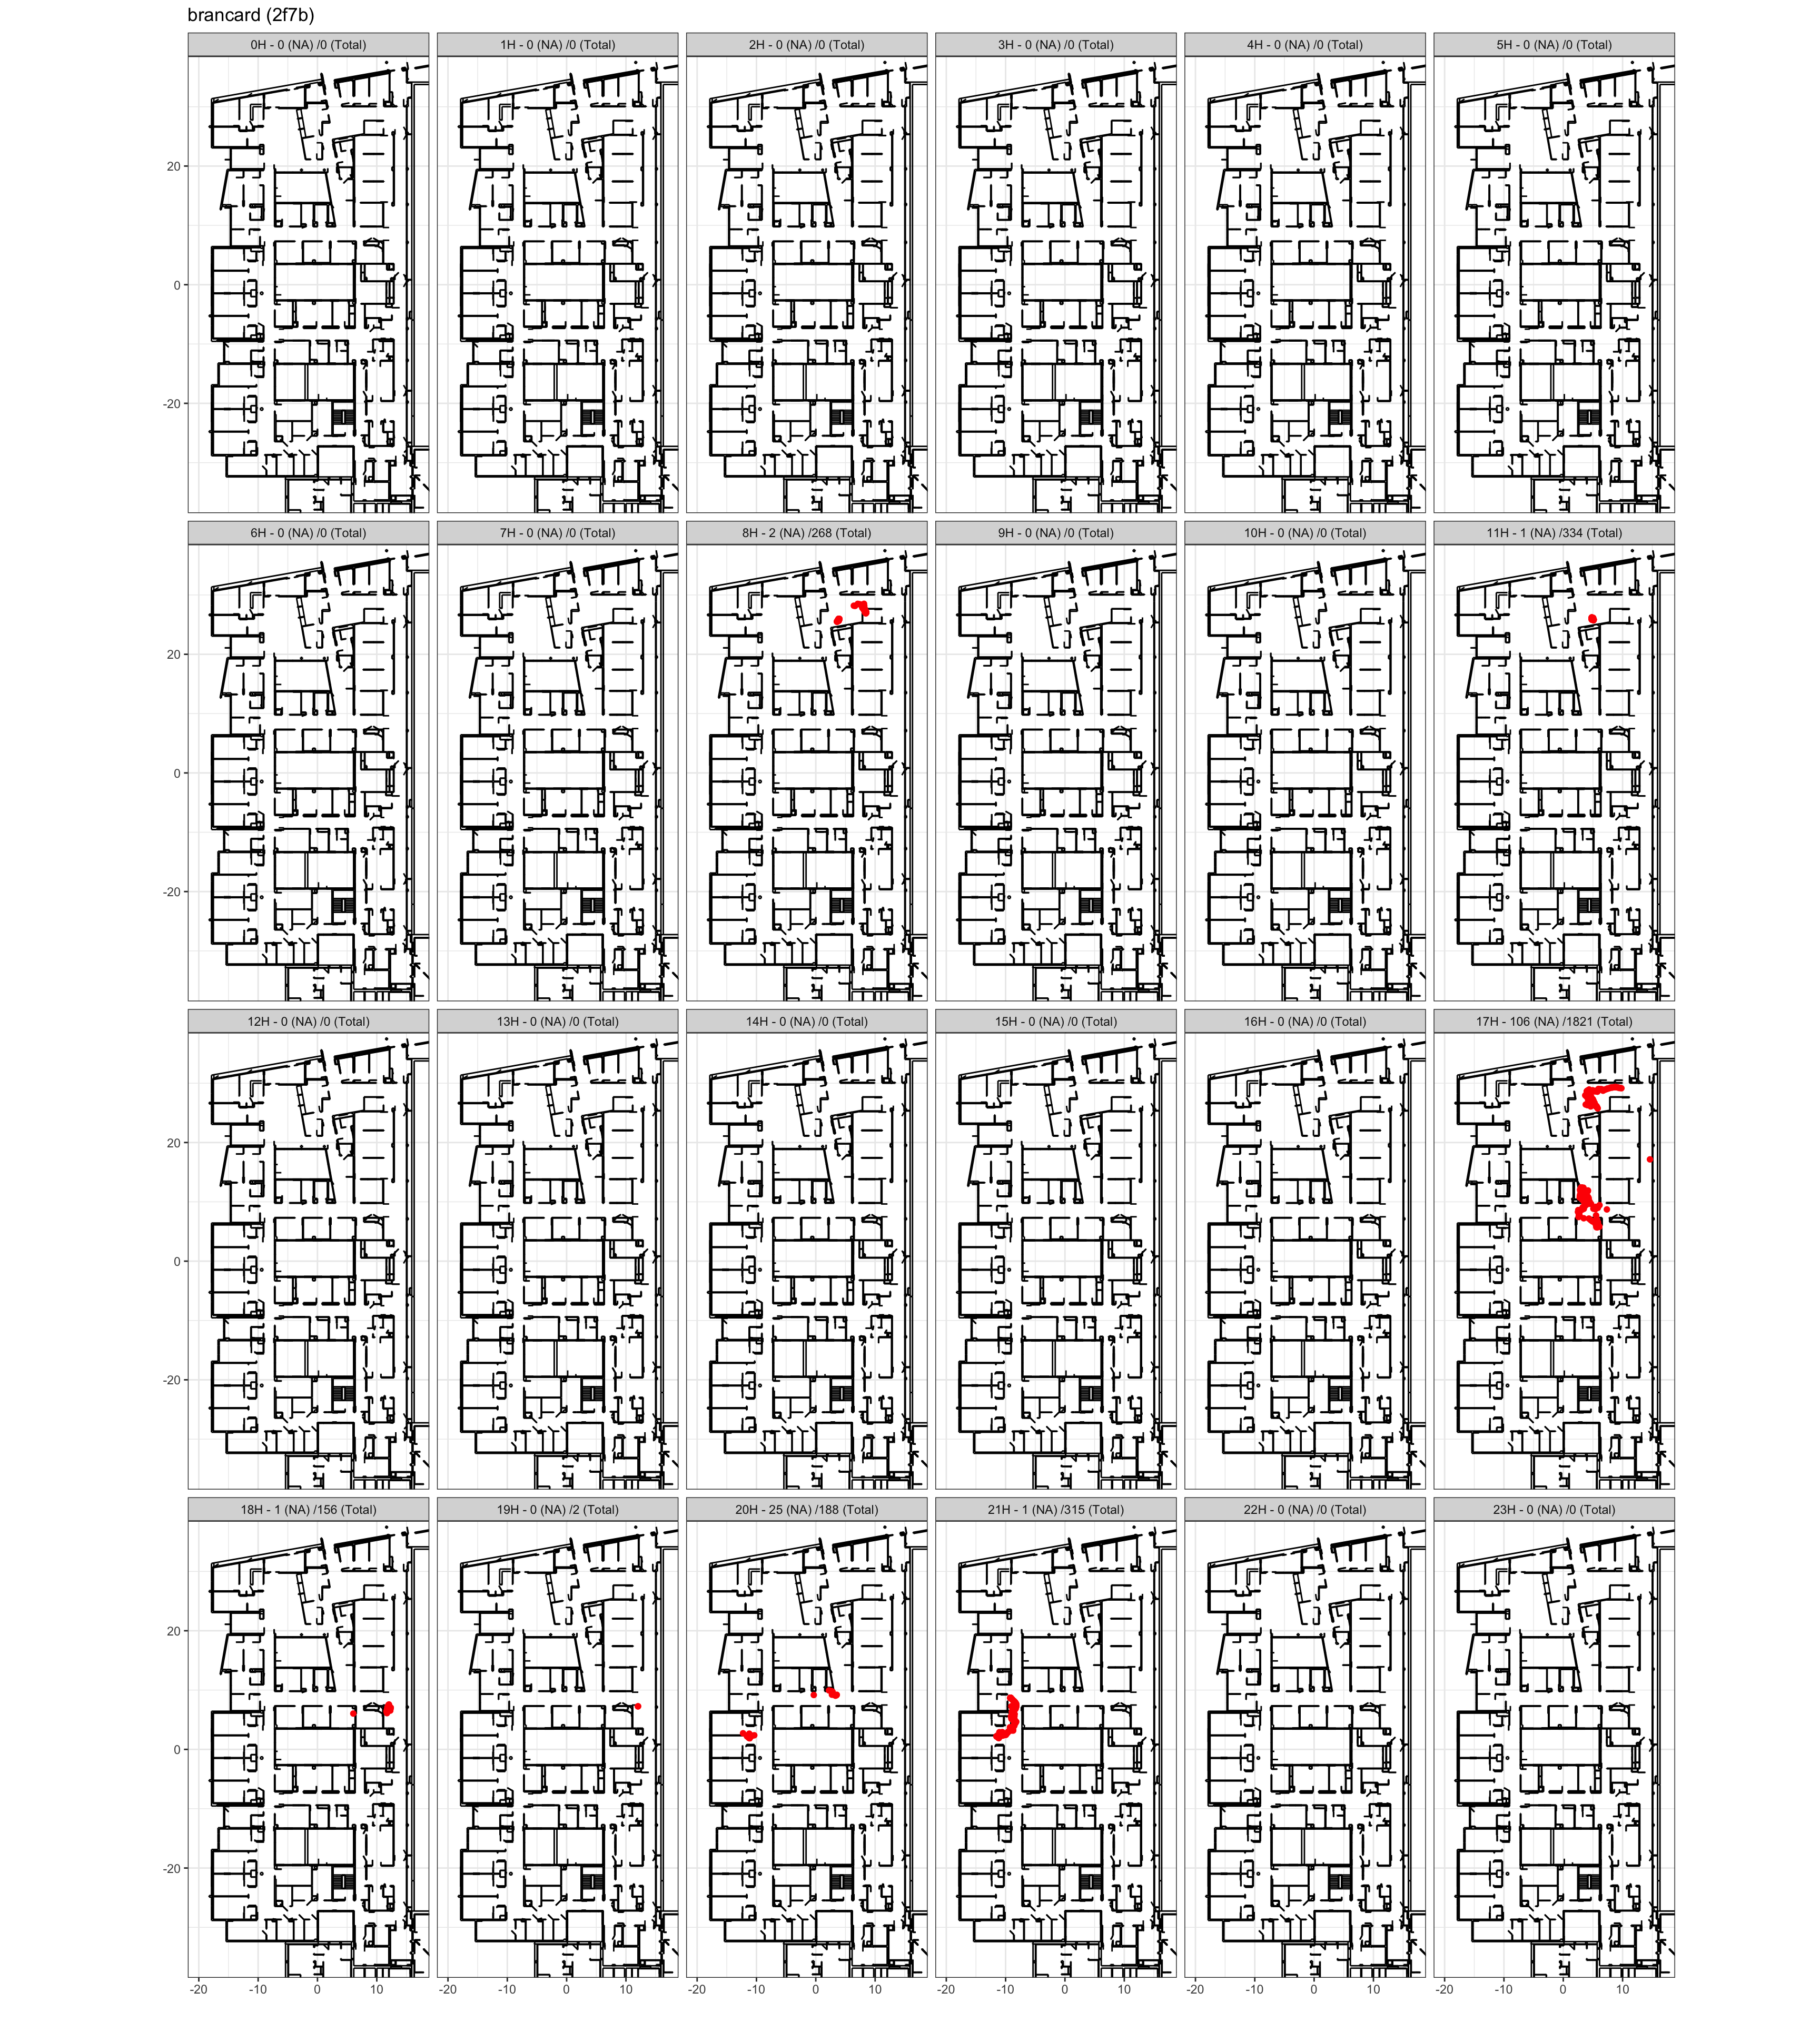 brancard (2f7b)
0H - 0 (NA) /0 (Total) 1H - 0 (NA) /0 (Total) 2H - 0 (NA) /0 (Total) 3H - 0 (NA) /0 (Total) 4H - 0 (NA) /0 (Total) 5H - 0 (NA) /0 (Total)
20
0
-20
6H - 0 (NA) /0 (Total) 7H - 0 (NA) /0 (Total) 8H - 2 (NA) /268 (Total) 9H - 0 (NA) /0 (Total) 10H - 0 (NA) /0 (Total) 11H - 1 (NA) /334 (Total)
20
0
-20
12H - 0 (NA) /0 (Total) 13H - 0 (NA) /0 (Total) 14H - 0 (NA) /0 (Total) 15H - 0 (NA) /0 (Total) 16H - 0 (NA) /0 (Total) 17H - 106 (NA) /1821 (Total)
20
0
-20
18H - 1 (NA) /156 (Total) 19H - 0 (NA) /2 (Total) 20H - 25 (NA) /188 (Total) 21H - 1 (NA) /315 (Total) 22H - 0 (NA) /0 (Total) 23H - 0 (NA) /0 (Total)
20
0
-20
-20 -10 0 10 -20 -10 0 10 -20 -10 0 10 -20 -10 0 10 -20 -10 0 10 -20 -10 0 10